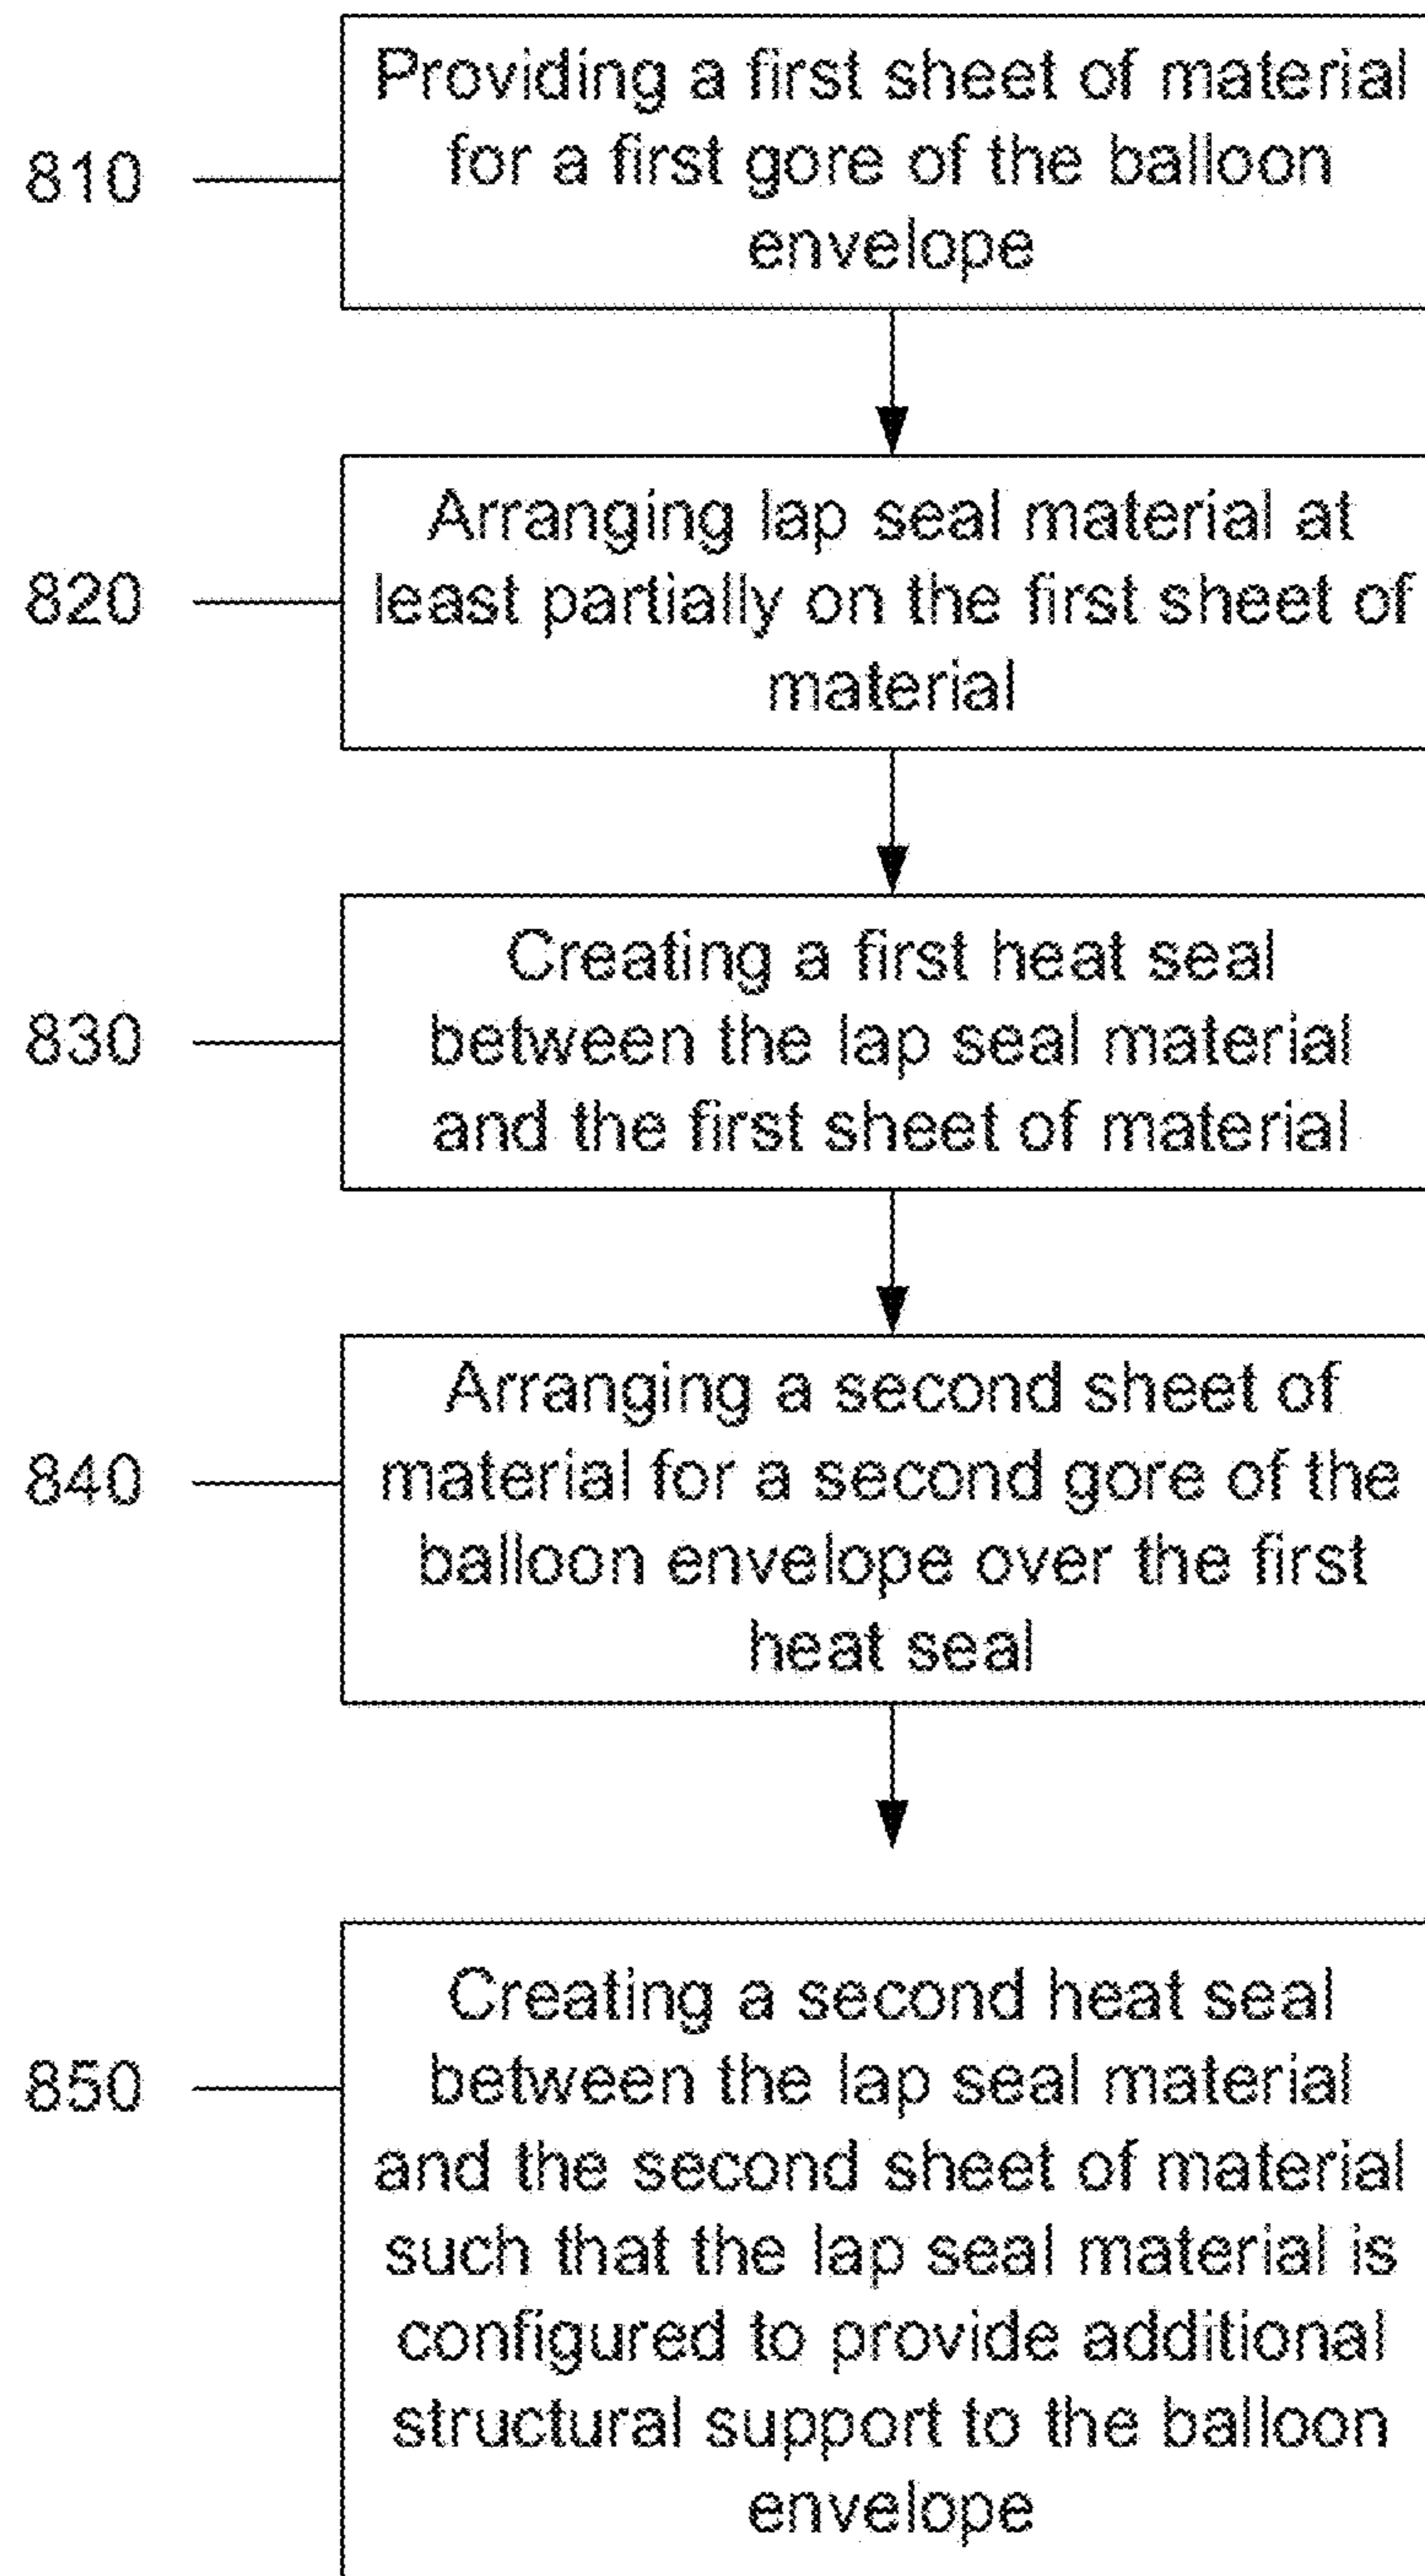 810
Providing a first sheet of material
for a first gore of the balloon
envelope
820
Arranging lap seal material at
least partially on the first sheet of
material
830
Creating a first heat seal
between the lap seal material
and the first sheet of material
840
Arranging a second sheet of
material for a second gore of the
balloon envelope over the first
heat seal
850
Creating a second heat seal
between the lap seal material
and the second sheet of material
such that the lap seal material is
configured to provide additional
structural support to the balloon
envelope